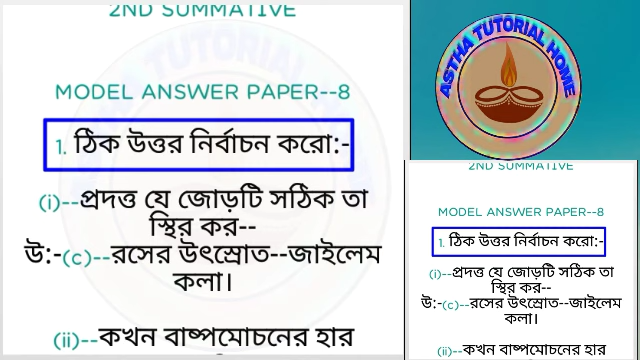 2ND SUMMATIVE
MODEL ANSWER PAPER--8
1. ঠিক উত্তর নির্বাচন করো:-
(i)--প্রদত্ত যে জোড়টি সঠিক তা
স্থির কর--
উ:-(c)--রসের উৎস্রোত--জাইলেম
কলা।
(ii)--কখন বাষ্পমোচনের হার
ASTHA TUTORIAL HOME
2ND SUMMATIVE
MODEL ANSWER PAPER--8
1. ঠিক উত্তর নির্বাচন করো:-
(i)--প্রদত্ত যে জোড়টি সঠিক তা
স্থির কর--
উ:-(c)--রসের উৎস্রোত--জাইলেম
কলা।
(ii)--কখন বাষ্পমোচনের হার